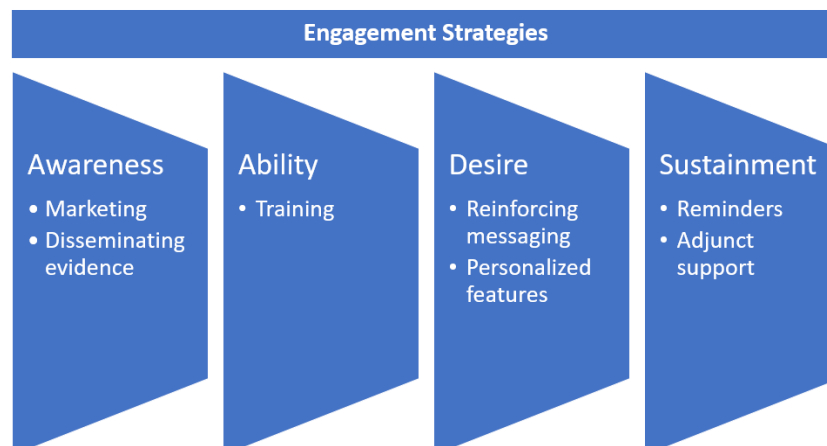 Engagement Strategies
Awareness
• Marketing
• Disseminating
evidence
Ability
• Training
Desire
• Reinforcing
messaging
• Personalized
features
Sustainment
• Reminders
• Adjunct
support